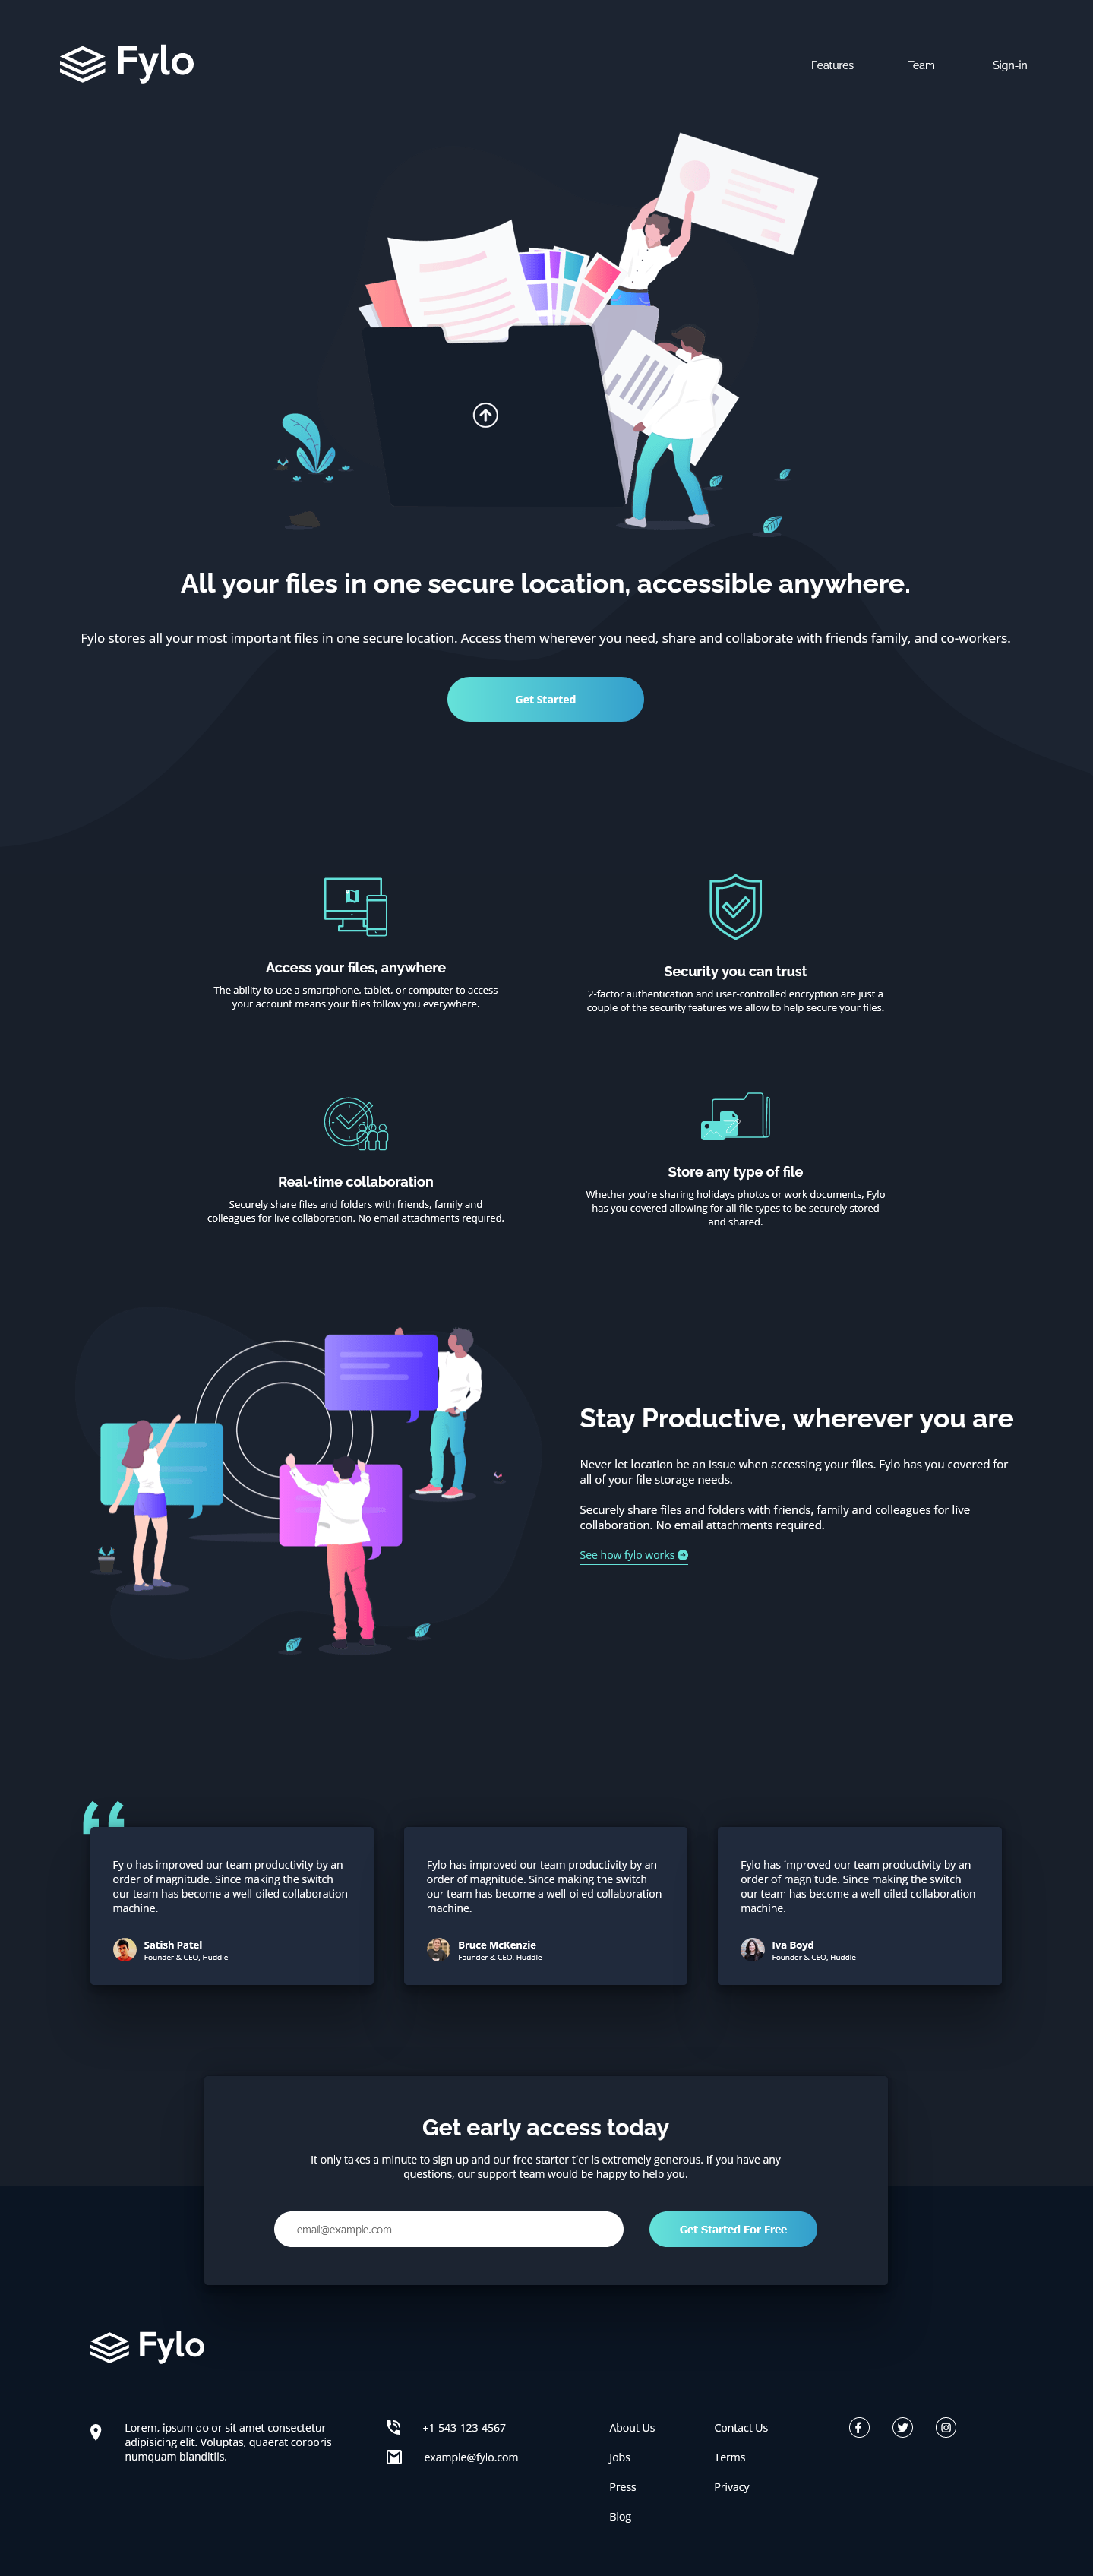 Fylo
Features
Team
Sign-in
All your files in one secure location, accessible anywhere.
Fylo stores all your most important files in one secure location. Access them wherever you need, share and collaborate with friends family, and co-workers.
Get Started
Access your files, anywhere
The ability to use a smartphone, tablet, or computer to access
your account means your files follow you everywhere.
Security you can trust
2-factor authentication and user-controlled encryption are just a
couple of the security features we allow to help secure your files.
Real-time collaboration
Securely share files and folders with friends, family and
colleagues for live collaboration. No email attachments required.
Store any type of file
Whether you're sharing holidays photos or work documents, Fylo
has you covered allowing for all file types to be securely stored
and shared.
Stay Productive, wherever you are
Never let location be an issue when accessing your files. Fylo has you covered for
all of your file storage needs.
Securely share files and folders with friends, family and colleagues for live
collaboration. No email attachments required.
See how fylo works
Fylo has improved our team productivity by an
order of magnitude. Since making the switch
our team has become a well-oiled collaboration
machine.
Satish Patel
Founder & CEO, Huddle
Fylo has improved our team productivity by an
order of magnitude. Since making the switch
our team has become a well-oiled collaboration
machine.
Bruce McKenzie
Founder & CEO, Huddle
Fylo has improved our team productivity by an
order of magnitude. Since making the switch
our team has become a well-oiled collaboration
machine.
Iva Boyd
Founder & CEO, Huddle
Get early access today
It only takes a minute to sign up and our free starter tier is extremely generous. If you have any
questions, our support team would be happy to help you.
email@example.com
Get Started For Free
Fylo
Lorem, ipsum dolor sit amet consectetur
adipisicing elit. Voluptas, quaerat corporis
numquam blanditiis.
+1-543-123-4567
example@fylo.com
About Us
Jobs
Press
Blog
Contact Us
Terms
Privacy